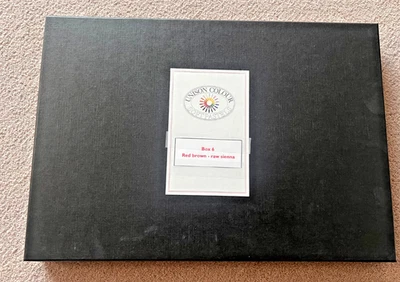 UNISON COLOUR
Box 6
Red brown - raw sienna